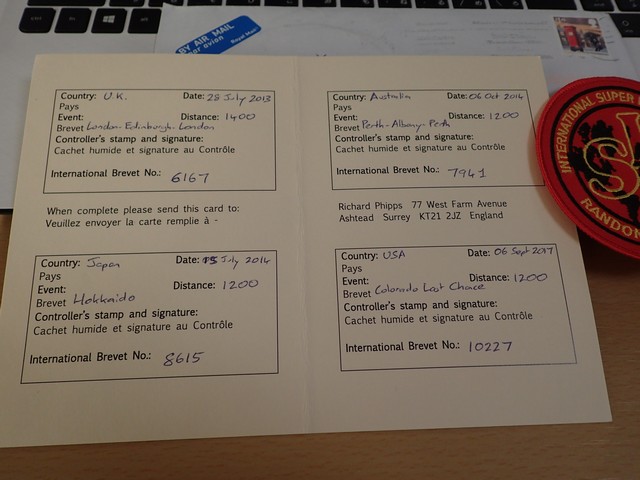 BY AIR MAIL
par avion
Royal Mail
Country: U.K. Date: 28 July 2013
Pays
Event: Distance: 1400
Brevet London-Edinburgh-London
Controller's stamp and signature:
Cachet humide et signature au Contrôle
International Brevet No.: 6167
When complete please send this card to:
Veuillez envoyer la carte remplie à -
Country: Japan Date: 15 July 2014
Pays
Event: Distance: 1200
Brevet Hokkaido
Controller's stamp and signature:
Cachet humide et signature au Contrôle
International Brevet No.: 8615
Country: Australia Date: 06 Oct 2014
Pays
Event: Distance: 1200
Brevet Perth-Albany-Perth
Controller's stamp and signature:
Cachet humide et signature au Contrôle
International Brevet No.: 7941
Richard Phipps 77 West Farm Avenue
Ashtead Surrey KT21 2JZ England
Country: USA Date: 06 Sept 2017
Pays
Event: Distance: 1200
Brevet Colorado Last Chance
Controller's stamp and signature:
Cachet humide et signature au Contrôle
International Brevet No.: 10227
INTERNATIONAL SUPER
RANDON